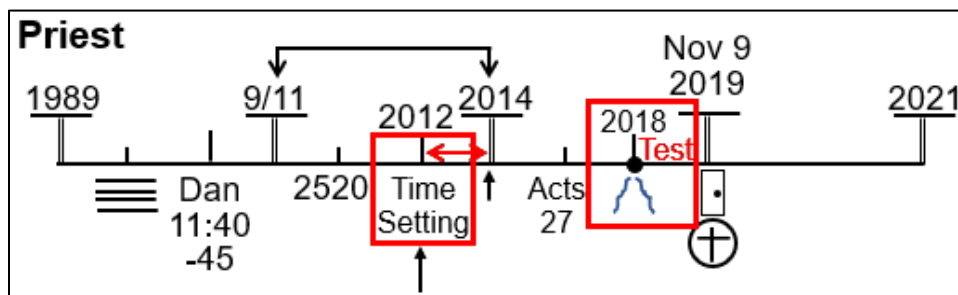 Priest
1989
9/11
2012
2014
2018
Nov 9
2019
2021
Test
Dan
11:40
-45
2520
Time
Setting
Acts
27